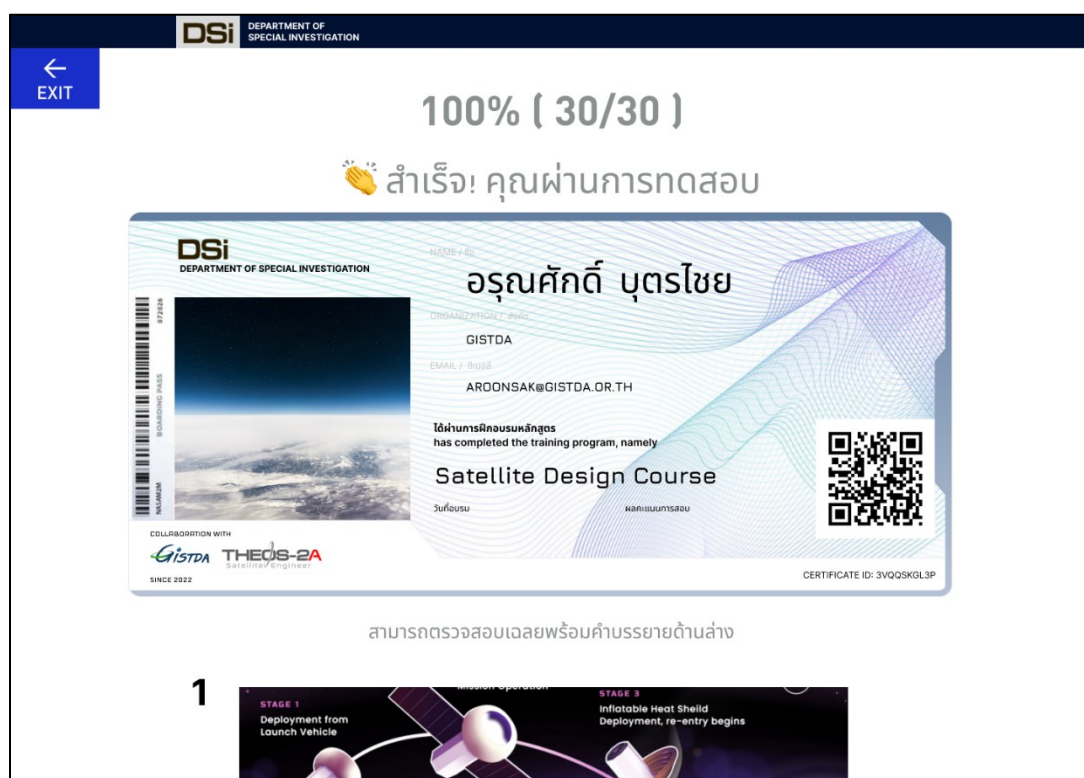 DSi DEPARTMENT OF
SPECIAL INVESTIGATION
←
EXIT
100% ( 30/30 )
👏 สำเร็จ! คุณผ่านการทดสอบ
DSi
DEPARTMENT OF SPECIAL INVESTIGATION
NAME / ชื่อ
อรุณศักดิ์ บุตรไชย
ORGANIZATION / สังกัด
GISTDA
EMAIL / อีเมลล์
AROONSAK@GISTDA.OR.TH
ได้ผ่านการฝึกอบรมหลักสูตร
has completed the training program, namely
Satellite Design Course
วันที่อบรม
ผลคะแนนการสอบ
072026
BOARDING PASS
NASAM2M
COLLABORATION WITH
GISTDA
THEOS-2A
Satellite Engineer
SINCE 2022
CERTIFICATE ID: 3VQQSKGL3P
สามารถตรวจสอบเฉลยพร้อมคำบรรยายด้านล่าง
1
Mission Operation
STAGE 1
Deployment from
Launch Vehicle
STAGE 3
Inflatable Heat Sheild
Deployment, re-entry begins